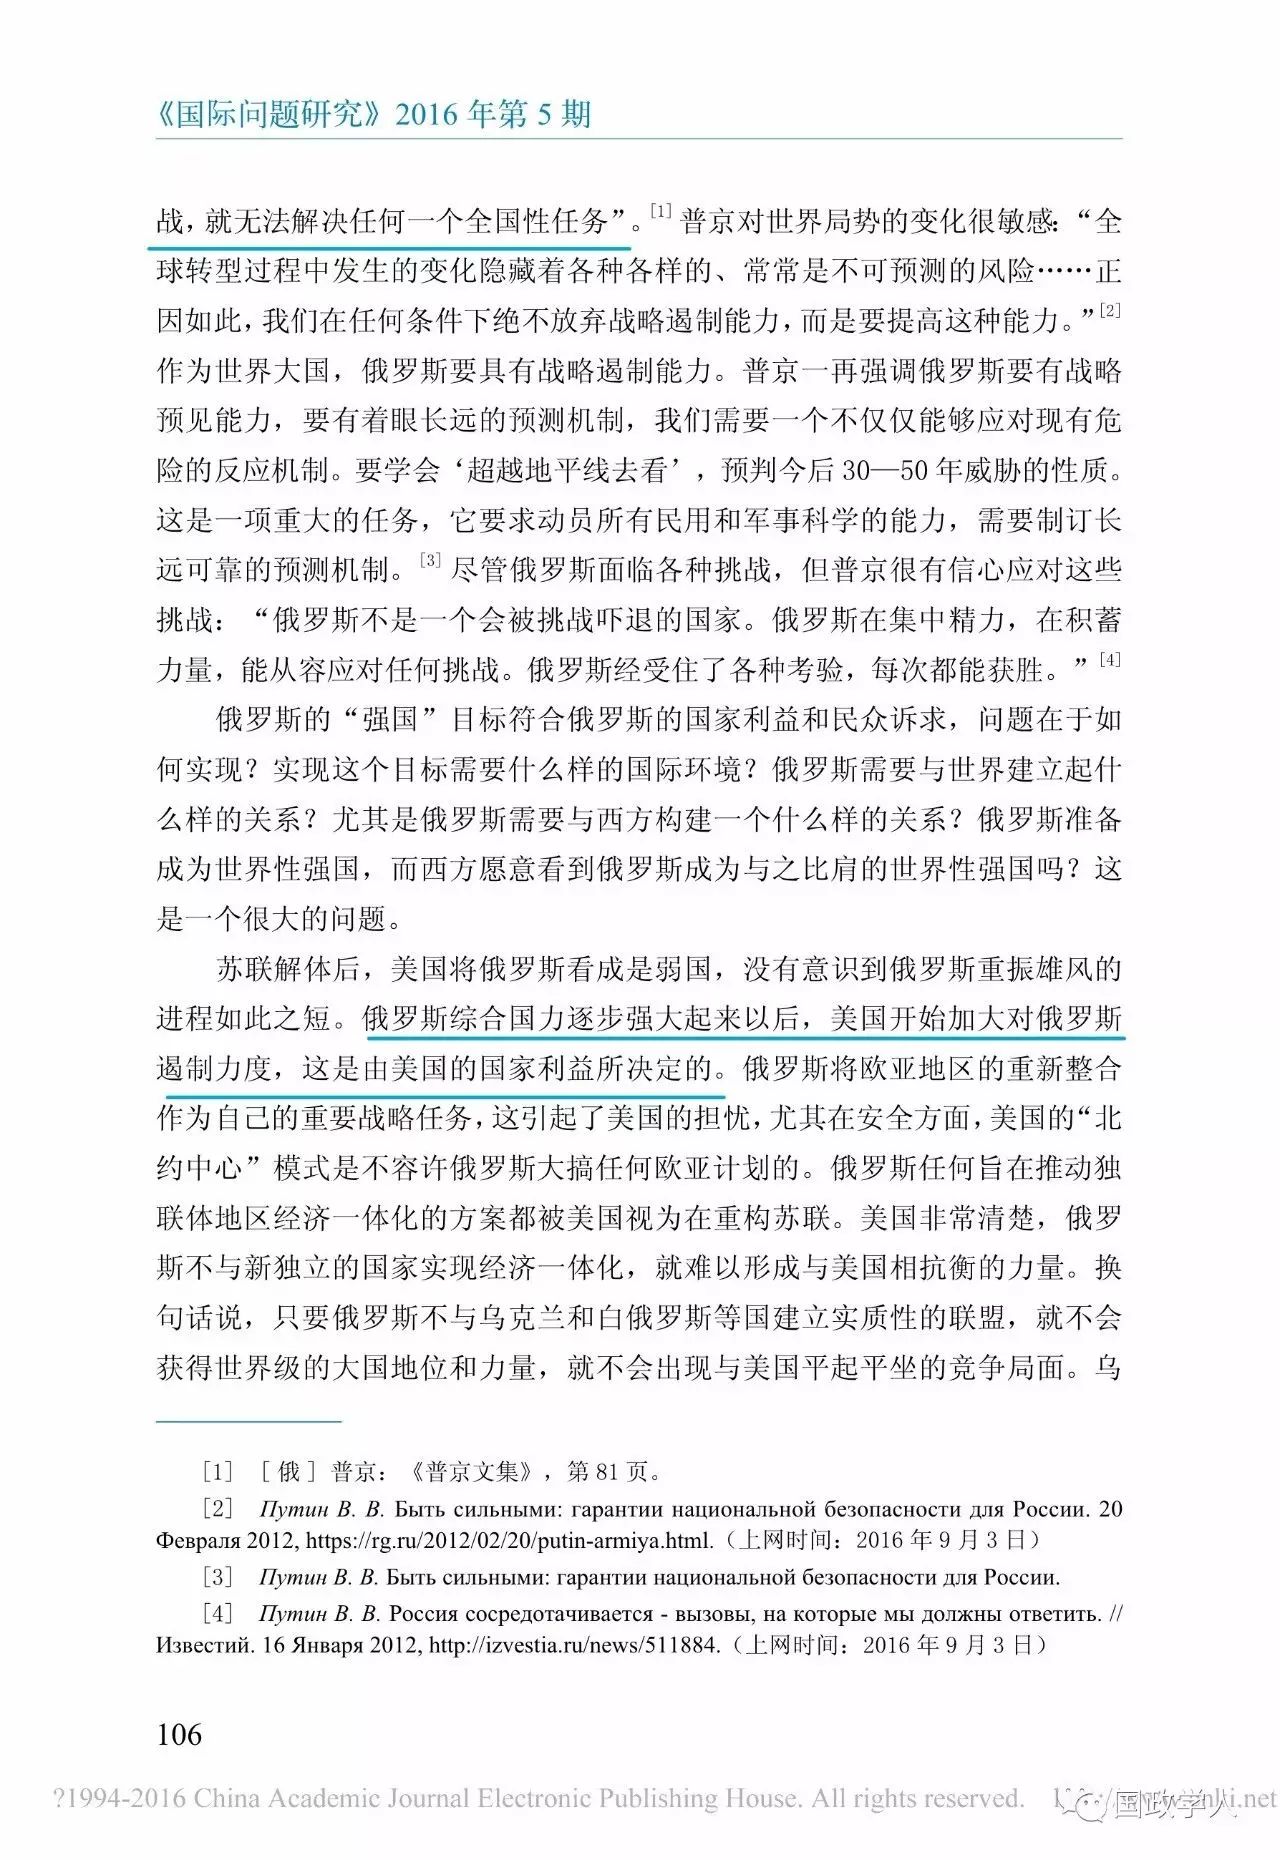 《国际问题研究》2016 年第 5 期
战，就无法解决任何一个全国性任务”。[1] 普京对世界局势的变化很敏感：“全
球转型过程中发生的变化隐藏着各种各样的、常常是不可预测的风险……正
因如此，我们在任何条件下绝不放弃战略遏制能力，而是要提高这种能力。”[2]
作为世界大国，俄罗斯要具有战略遏制能力。普京一再强调俄罗斯要有战略
预见能力，要有着眼长远的预测机制，我们需要一个不仅仅能够应对现有危
险的反应机制。要学会‘超越地平线去看’，预判今后 30—50 年威胁的性质。
这是一项重大的任务，它要求动员所有民用和军事科学的能力，需要制订长
远可靠的预测机制。[3] 尽管俄罗斯面临各种挑战，但普京很有信心应对这些
挑战：“俄罗斯不是一个会被挑战吓退的国家。俄罗斯在集中精力，在积蓄
力量，能从容应对任何挑战。俄罗斯经受住了各种考验，每次都能获胜。”[4]
俄罗斯的“强国”目标符合俄罗斯的国家利益和民众诉求，问题在于如
何实现？实现这个目标需要什么样的国际环境？俄罗斯需要与世界建立起什
么样的关系？尤其是俄罗斯需要与西方构建一个什么样的关系？俄罗斯准备
成为世界性强国，而西方愿意看到俄罗斯成为与之比肩的世界性强国吗？这
是一个很大的问题。
苏联解体后，美国将俄罗斯看成是弱国，没有意识到俄罗斯重振雄风的
进程如此之短。俄罗斯综合国力逐步强大起来以后，美国开始加大对俄罗斯
遏制力度，这是由美国的国家利益所决定的。俄罗斯将欧亚地区的重新整合
作为自己的重要战略任务，这引起了美国的担忧，尤其在安全方面，美国的“北
约中心”模式是不容许俄罗斯大搞任何欧亚计划的。俄罗斯任何旨在推动独
联体地区经济一体化的方案都被美国视为在重构苏联。美国非常清楚，俄罗
斯不与新独立的国家实现经济一体化，就难以形成与美国相抗衡的力量。换
句话说，只要俄罗斯不与乌克兰和白俄罗斯等国建立实质性的联盟，就不会
获得世界级的大国地位和力量，就不会出现与美国平起平坐的竞争局面。乌
[1] [ 俄 ] 普京：《普京文集》，第 81 页。
[2] Путин В. В. Быть сильными: гарантии национальной безопасности для России. 20
Февраля 2012, https://rg.ru/2012/02/20/putin-armiya.html.（上网时间：2016 年 9 月 3 日）
[3] Путин В. В. Быть сильными: гарантии национальной безопасности для России.
[4] Путин В. В. Россия сосредотачивается - вызовы, на которые мы должны ответить. //
Известий. 16 Января 2012, http://izvestia.ru/news/511884.（上网时间：2016 年 9 月 3 日）
106
?1994-2016 China Academic Journal Electronic Publishing House. All rights reserved.
国政学人